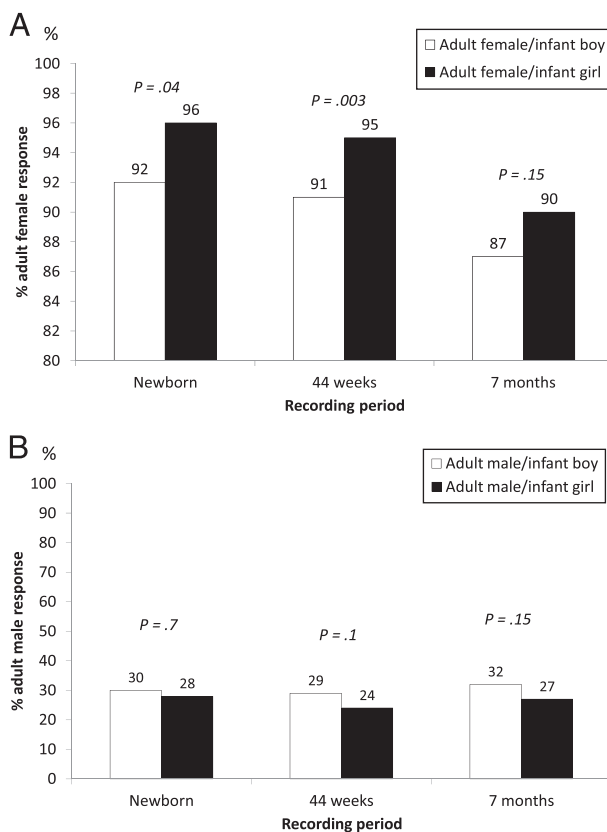 A
%
Adult female/infant boy
Adult female/infant girl
% adult female response
100
98
96
94
92
90
88
86
84
82
80
P = .04
92
96
P = .003
91
95
P = .15
87
90
Newborn
44 weeks
7 months
Recording period
B
%
Adult male/infant boy
Adult male/infant girl
% adult male response
100
90
80
70
60
50
40
30
20
10
0
P = .7
30
28
P = .1
29
24
P = .15
32
27
Newborn
44 weeks
7 months
Recording period